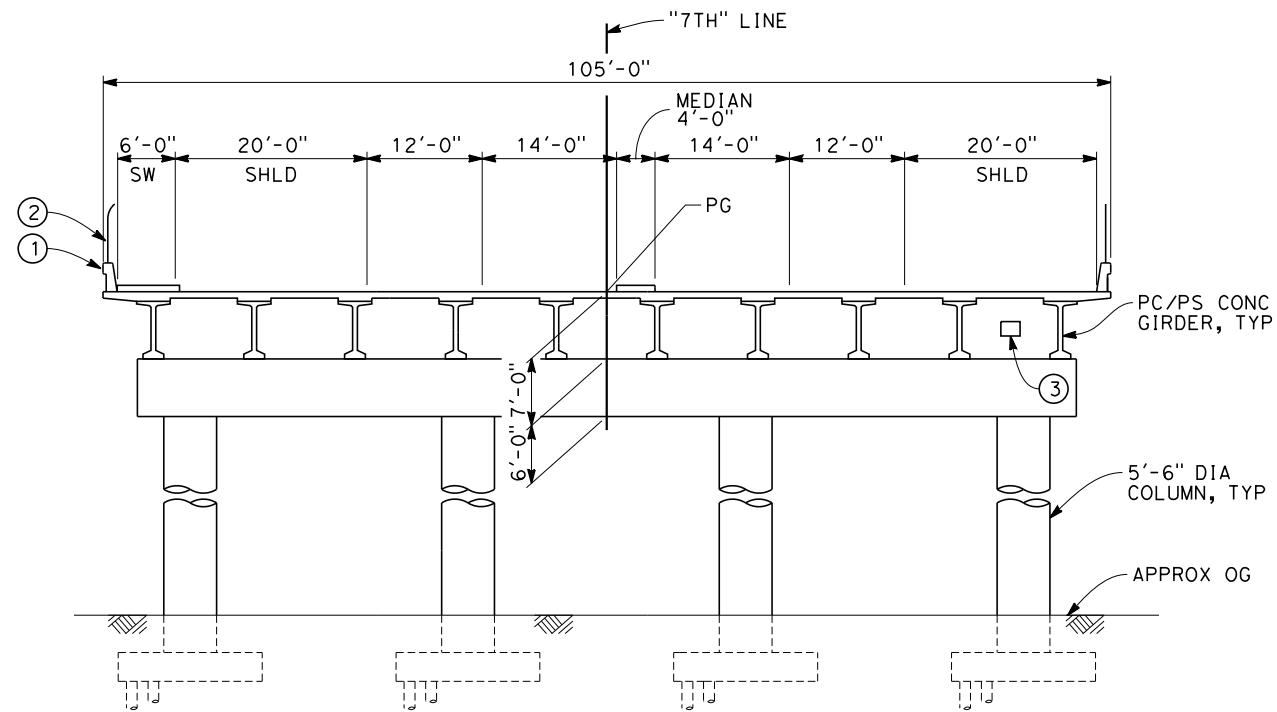 "7TH" LINE
105'-0"
MEDIAN
4'-0"
6'-0"
20'-0"
12'-0"
14'-0"
14'-0"
12'-0"
20'-0"
SW
SHLD
SHLD
PG
2
1
PC/PS CONC
GIRDER, TYP
3
7'-0"
6'-0"
5'-6" DIA
COLUMN, TYP
APPROX OG